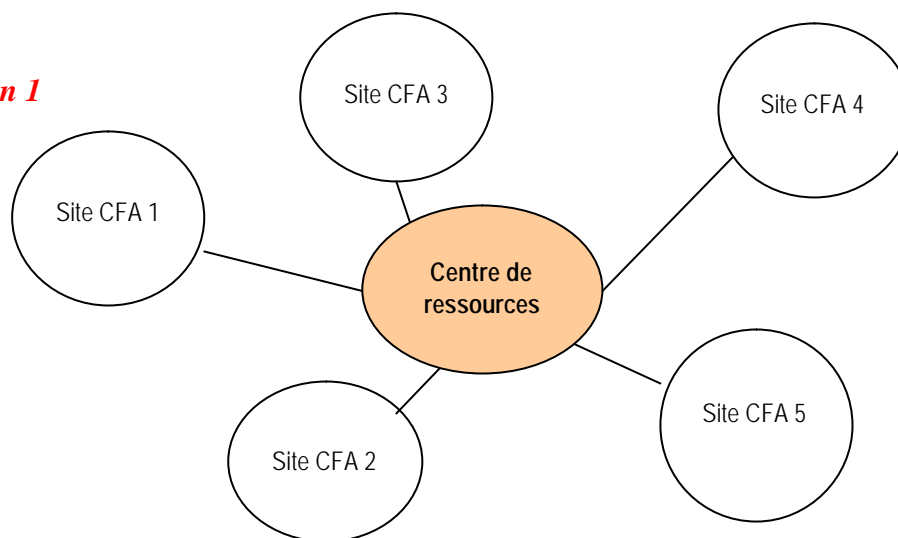 n 1
Site CFA 3
Site CFA 4
Site CFA 1
Centre de
ressources
Site CFA 5
Site CFA 2